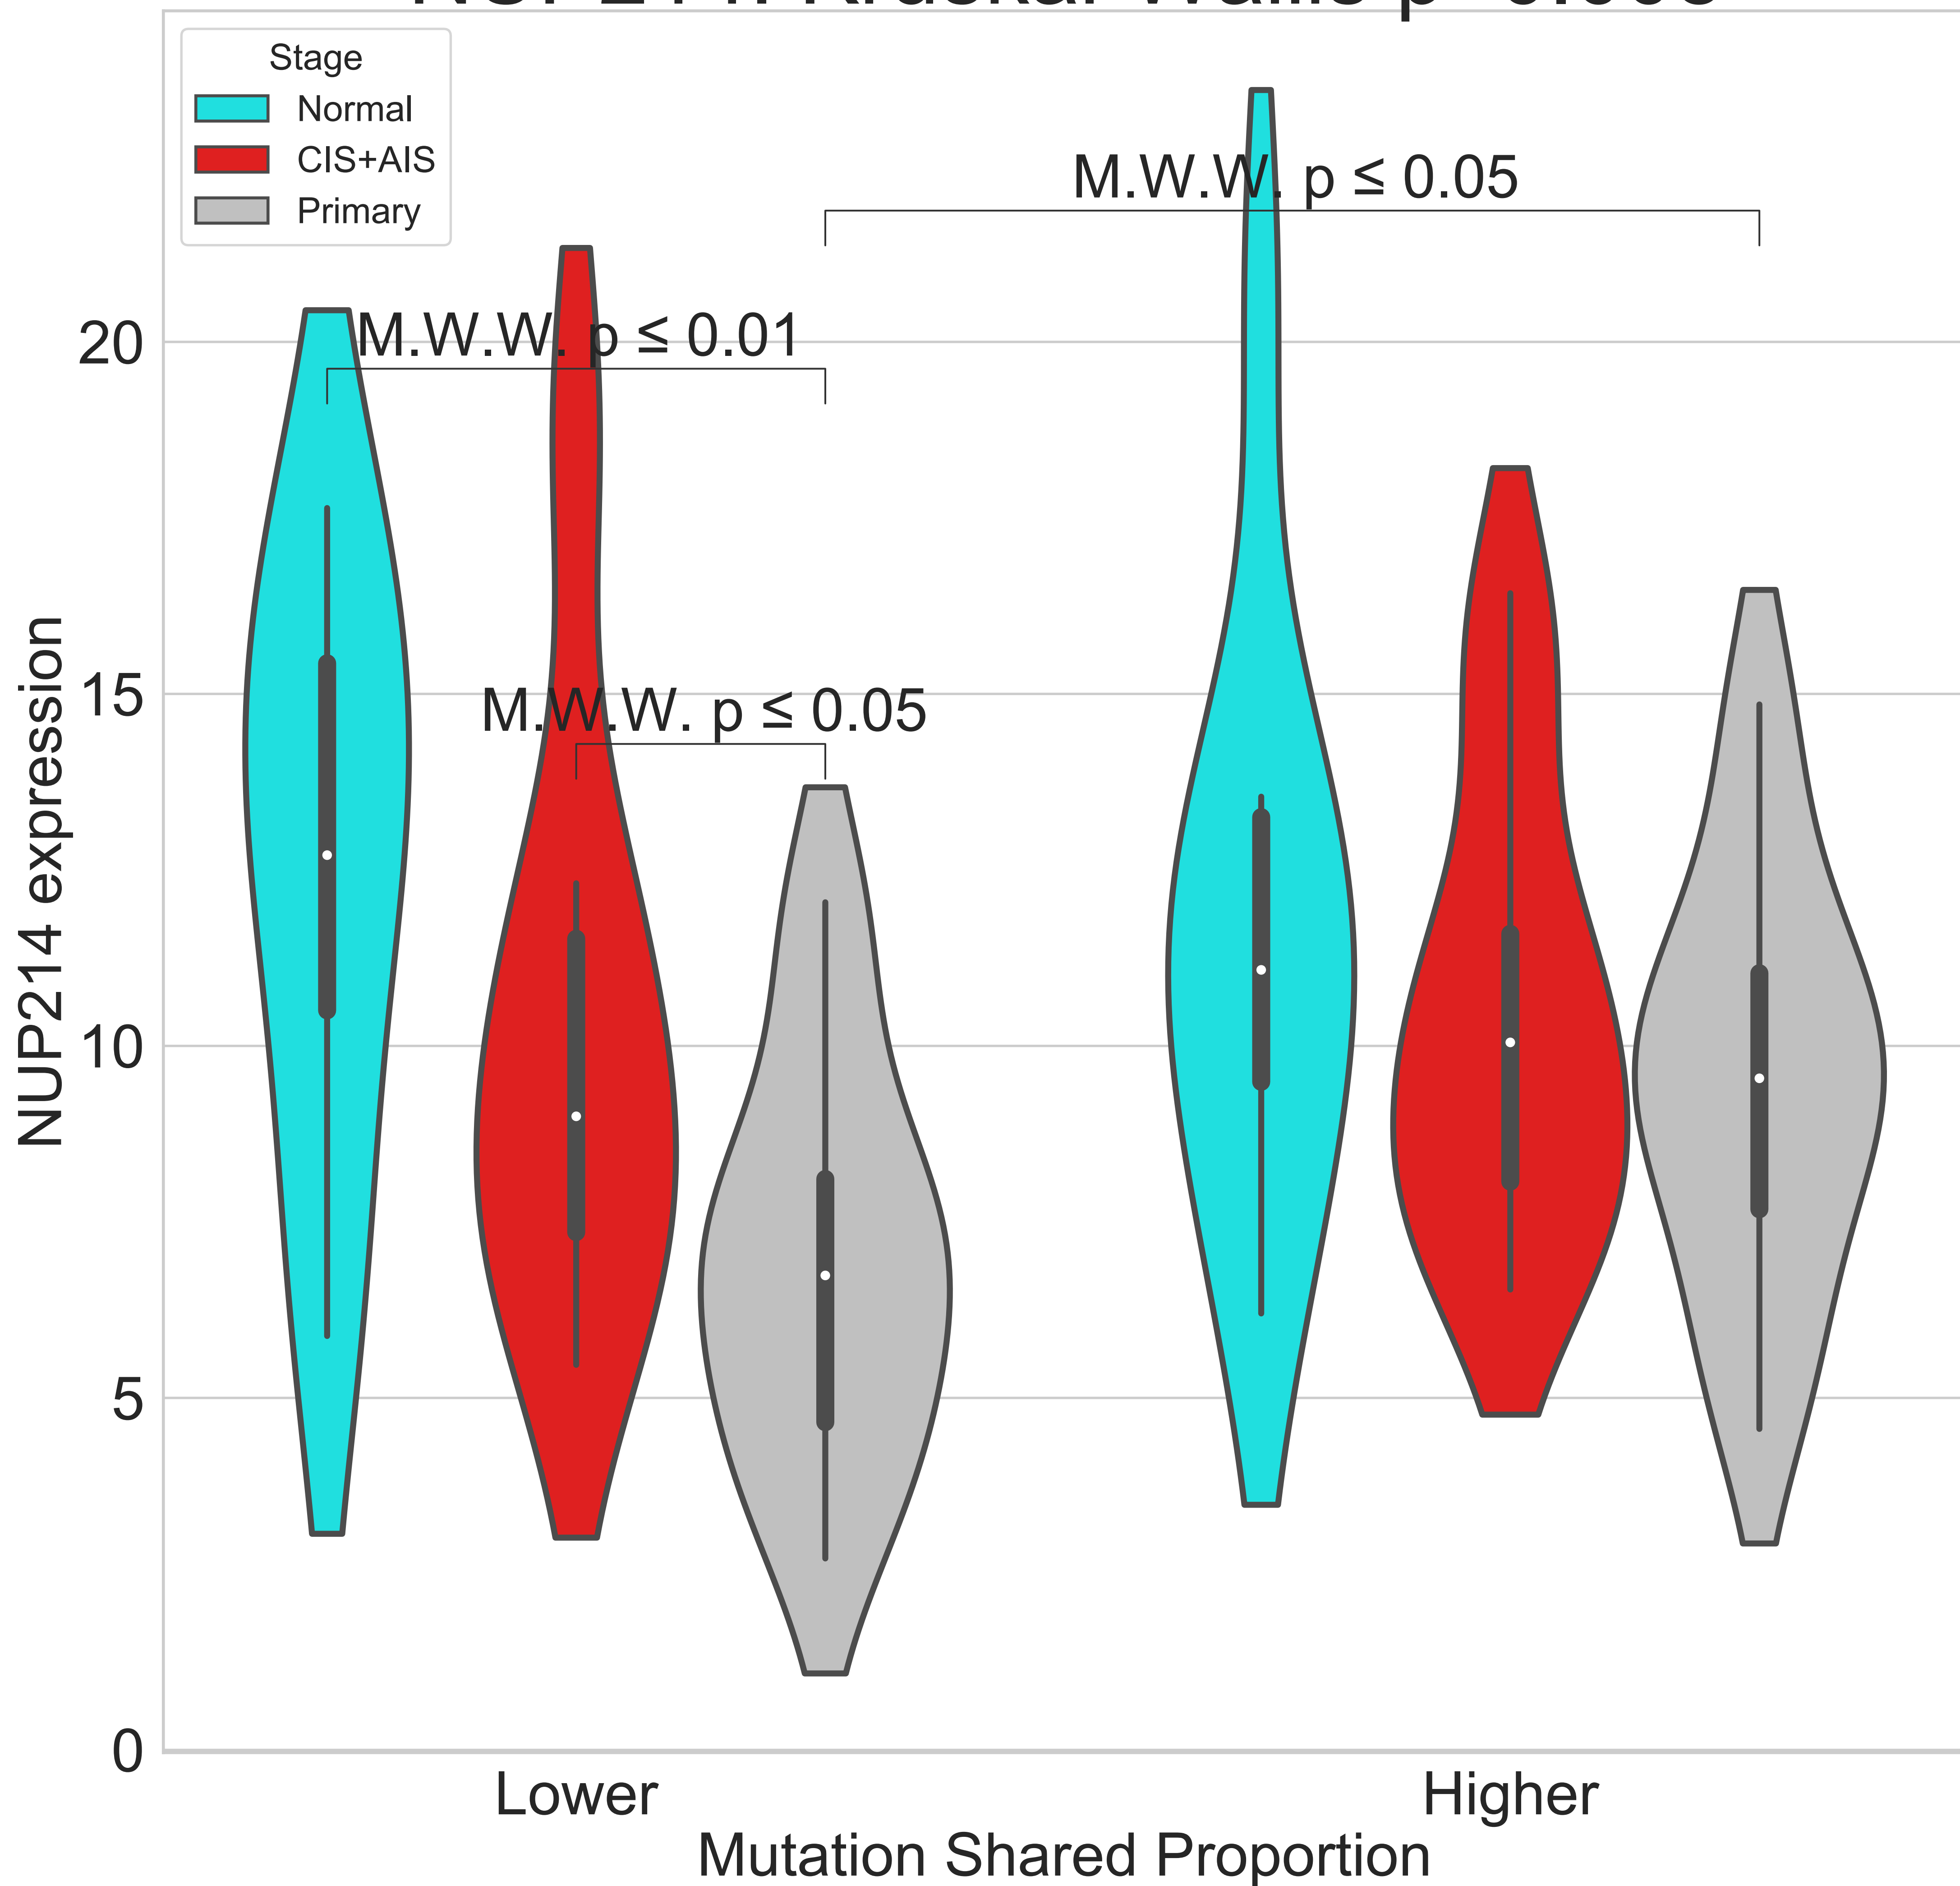 Stage
Normal
CIS+AIS
Primary
M.W.W. p ≤ 0.05
M.W.W. p ≤ 0.01
M.W.W. p ≤ 0.05
20
15
10
5
0
NUP214 expression
Lower
Higher
Mutation Shared Proportion